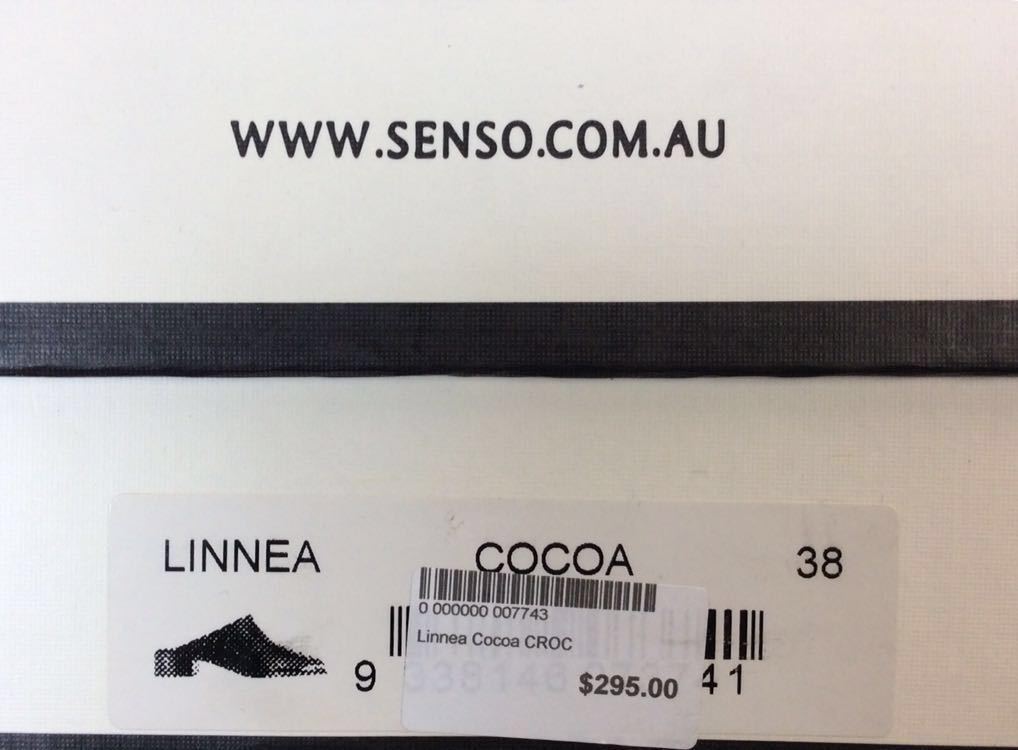 WWW.SENSO.COM.AU
LINNEA COCOA 38
0 000000 007743
Linnea Cocoa CROC
$295.00
9 41